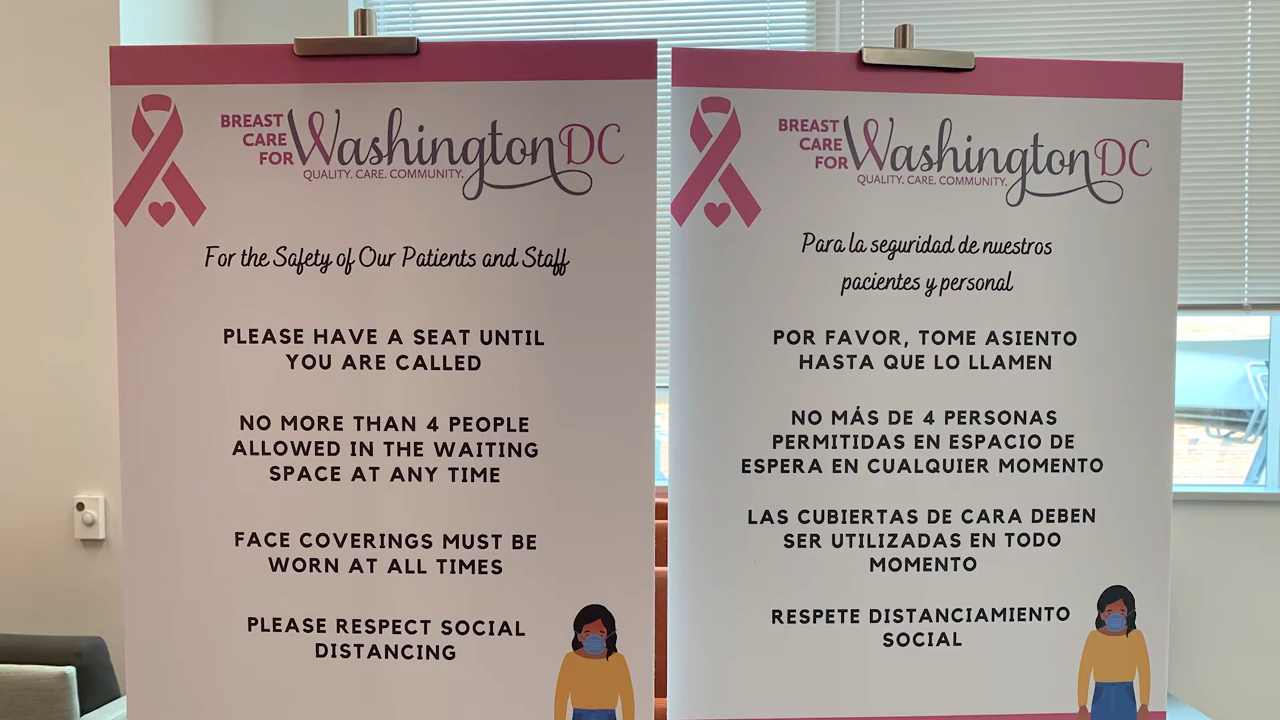 BREAST
CARE
FOR Washington DC
QUALITY. CARE. COMMUNITY.
For the Safety of Our Patients and Staff
PLEASE HAVE A SEAT UNTIL
YOU ARE CALLED
NO MORE THAN 4 PEOPLE
ALLOWED IN THE WAITING
SPACE AT ANY TIME
FACE COVERINGS MUST BE
WORN AT ALL TIMES
PLEASE RESPECT SOCIAL
DISTANCING
BREAST
CARE
FOR Washington DC
QUALITY. CARE. COMMUNITY.
Para la seguridad de nuestros
pacientes y personal
POR FAVOR, TOME ASIENTO
HASTA QUE LO LLAMEN
NO MÁS DE 4 PERSONAS
PERMITIDAS EN ESPACIO DE
ESPERA EN CUALQUIER MOMENTO
LAS CUBIERTAS DE CARA DEBEN
SER UTILIZADAS EN TODO
MOMENTO
RESPETE DISTANCIAMIENTO
SOCIAL